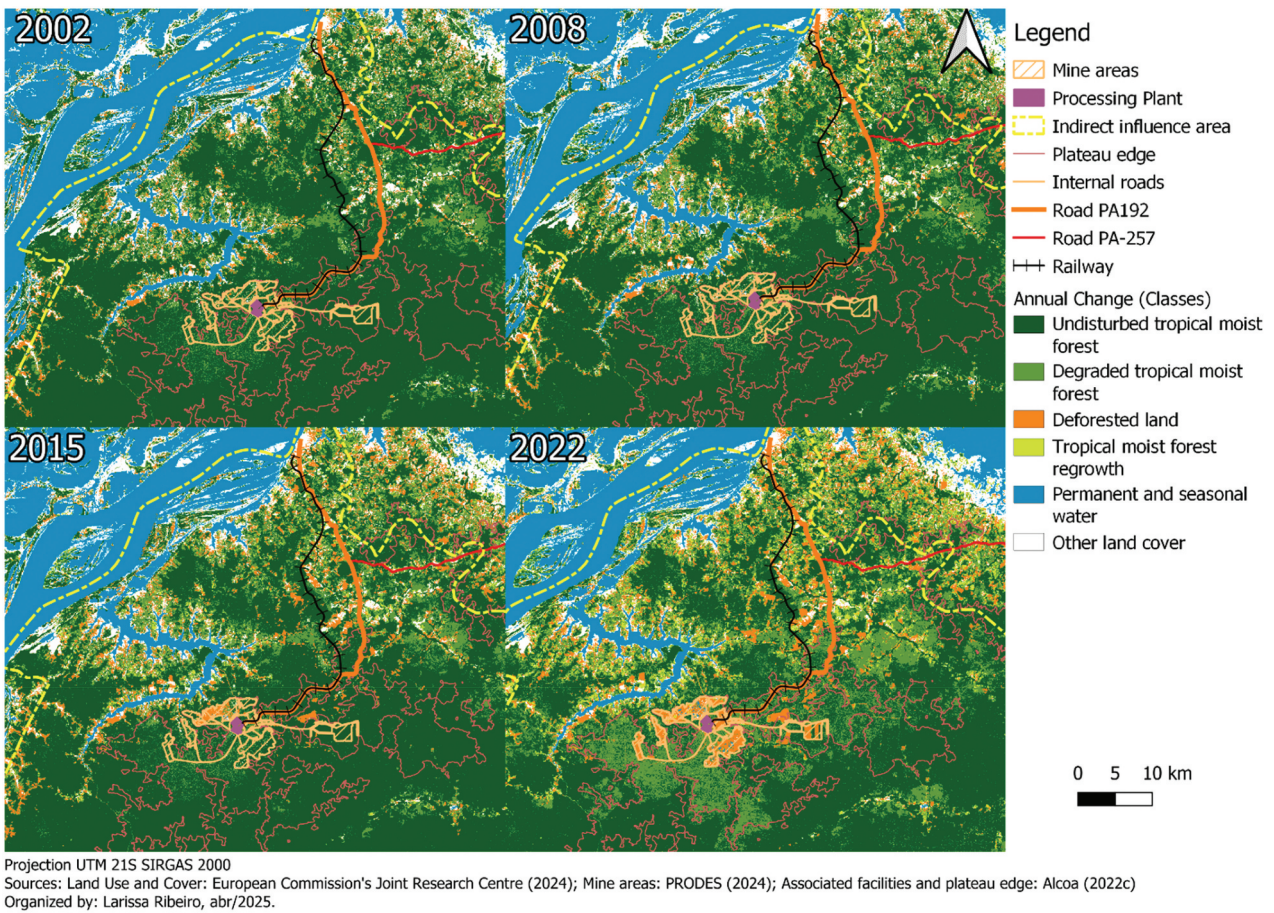 2002
2008
2015
2022
Legend
Mine areas
Processing Plant
Indirect influence area
Plateau edge
Internal roads
Road PA192
Road PA-257
Railway
Annual Change (Classes)
Undisturbed tropical moist
forest
Degraded tropical moist
forest
Deforested land
Tropical moist forest
regrowth
Permanent and seasonal
water
Other land cover
0 5 10 km
Projection UTM 21S SIRGAS 2000
Sources: Land Use and Cover: European Commission's Joint Research Centre (2024); Mine areas: PRODES (2024); Associated facilities and plateau edge: Alcoa (2022c)
Organized by: Larissa Ribeiro, abr/2025.